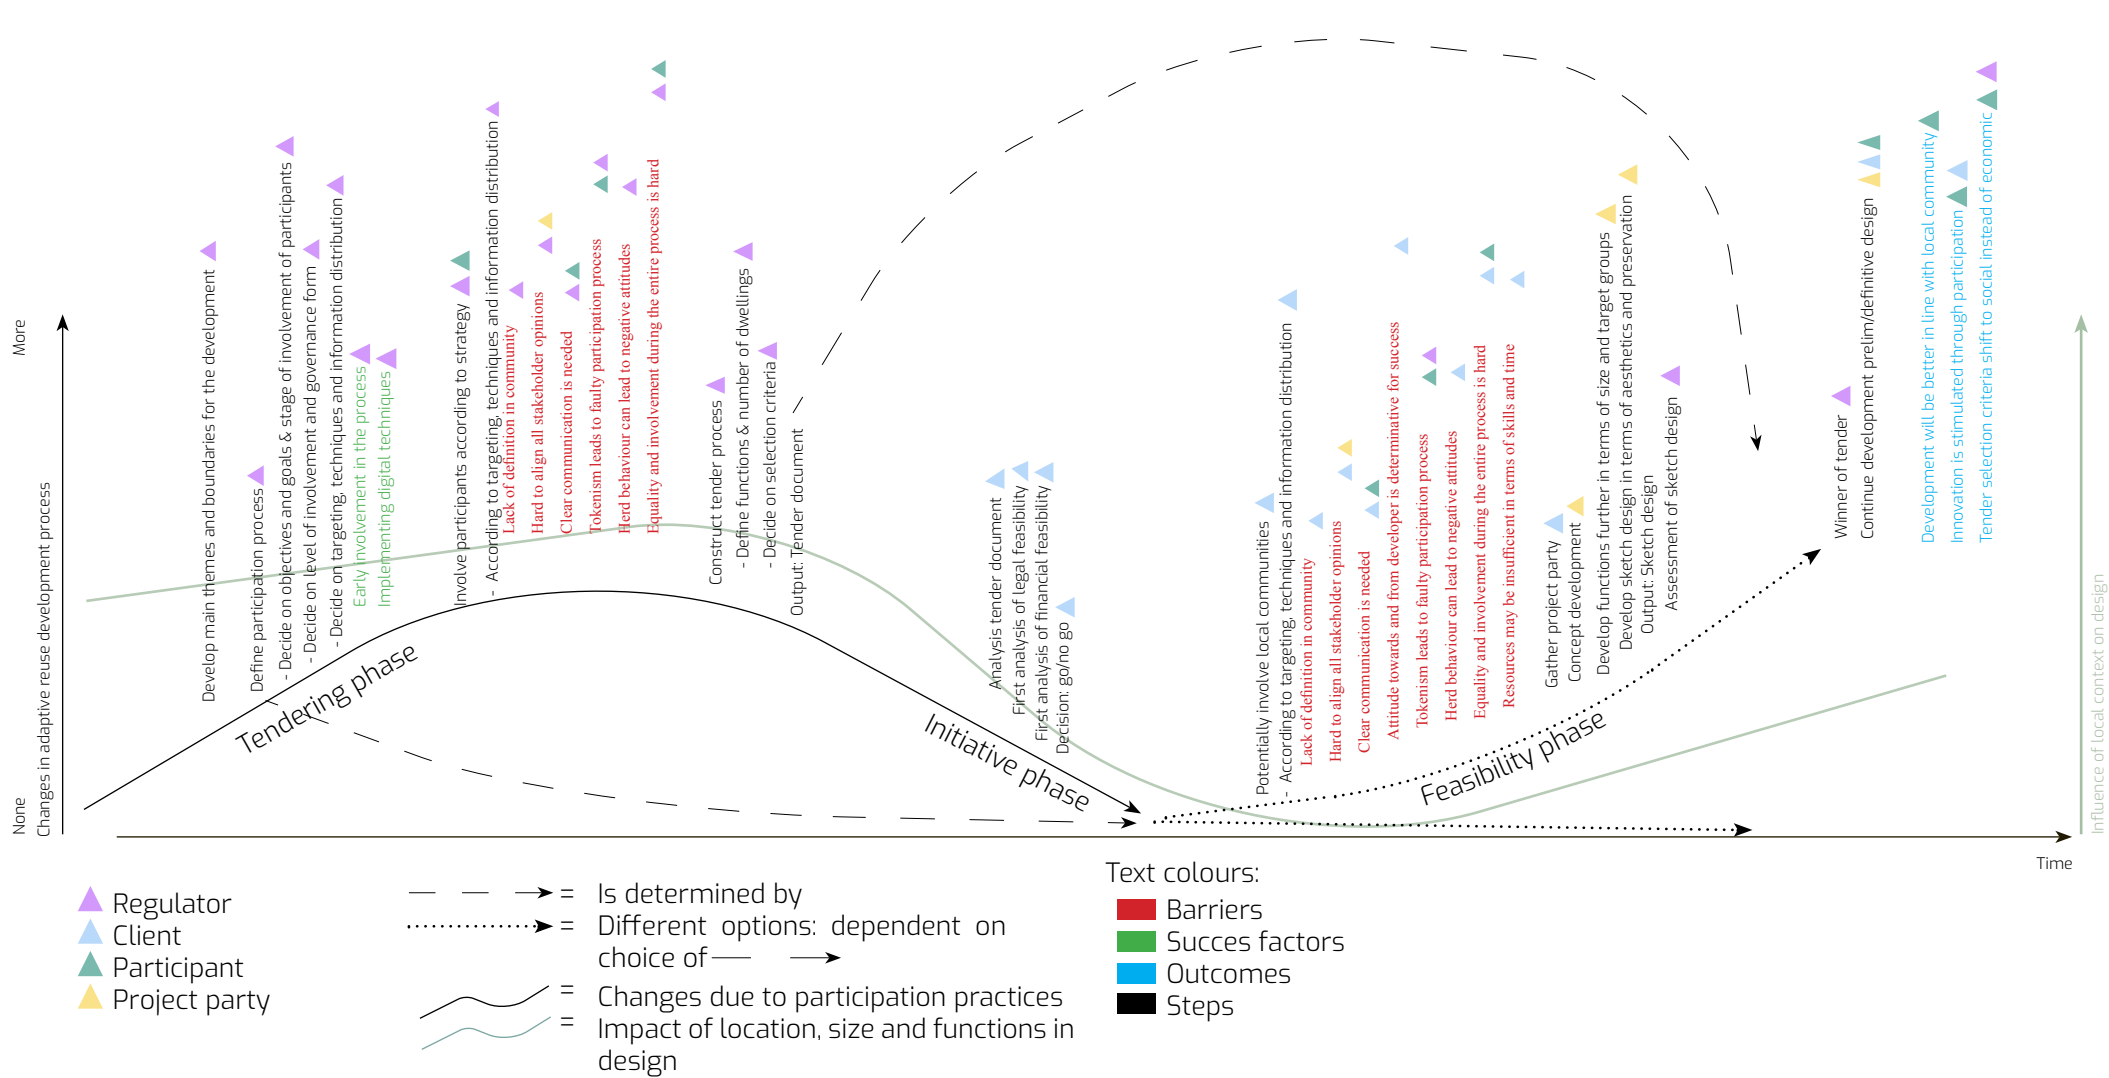 More
None
Changes in adaptive reuse development process
Develop main themes and boundaries for the development
Define participation process
- Decide on objectives and goals & stage of involvement of participants
- Decide on level of involvement and governance form
- Decide on targeting, techniques and information distribution
Early involvement in the process
Implementing digital techniques
Involve participants according to strategy
- According to targeting, techniques and information distribution
Lack of definition in community
Hard to align all stakeholder opinions
Clear communication is needed
Tokenism leads to faulty participation process
Herd behaviour can lead to negative attitudes
Equality and involvement during the entire process is hard
Construct tender process
- Define functions & number of dwellings
- Decide on selection criteria
Output: Tender document
Tendering phase
Analysis tender document
First analysis of legal feasibility
First analysis of financial feasibility
Decision: go/no go
Initiative phase
Potentially involve local communities
- According to targeting, techniques and information distribution
Lack of definition in community
Hard to align all stakeholder opinions
Clear communication is needed
Attitude towards and from developer is determinative for success
Tokenism leads to faulty participation process
Herd behaviour can lead to negative attitudes
Equality and involvement during the entire process is hard
Resources may be insufficient in terms of skills and time
Gather project party
Concept development
Develop functions further in terms of size and target groups
Develop sketch design in terms of aesthetics and preservation
Output: Sketch design
Assessment of sketch design
Feasibility phase
Winner of tender
Continue development prelim/definitive design
Development will be better in line with local community
Innovation is stimulated through participation
Tender selection criteria shift to social instead of economic
Influence of local context on design
Time
Regulator
Client
Participant
Project party
= Is determined by
= Different options: dependent on
choice of
= Changes due to participation practices
= Impact of location, size and functions in
design
Text colours:
Barriers
Succes factors
Outcomes
Steps